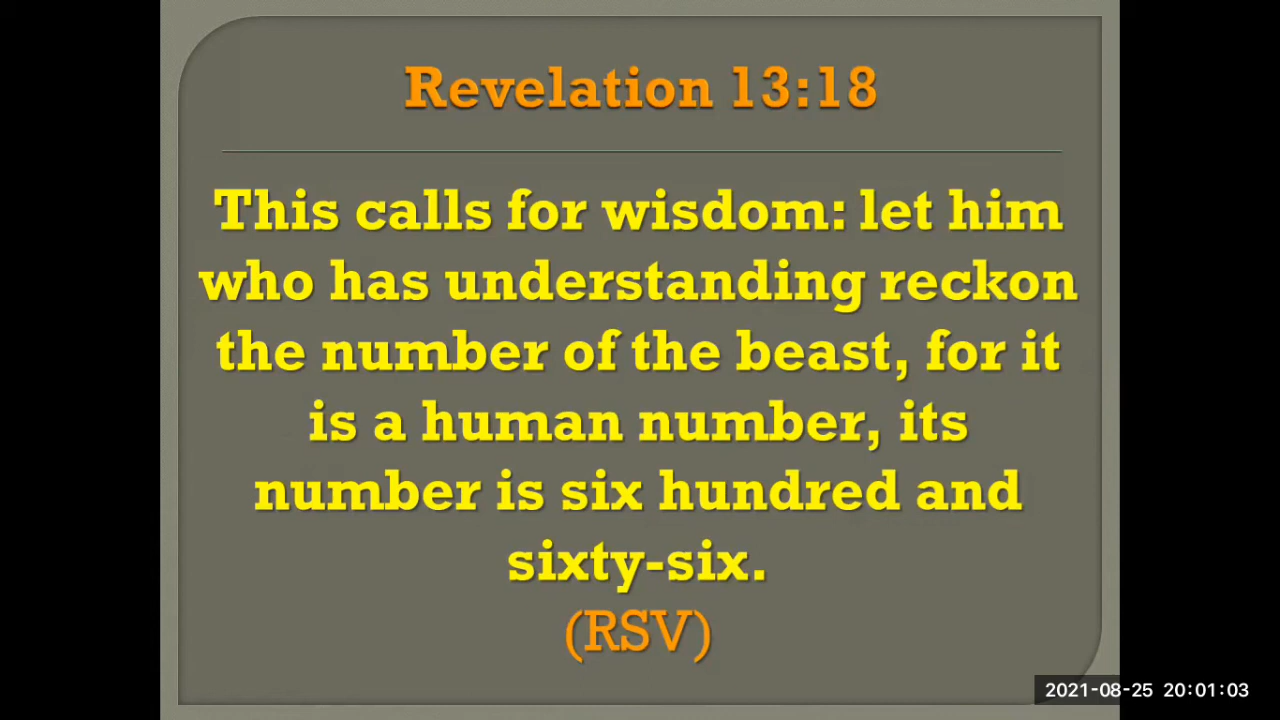 Revelation 13:18
This calls for wisdom: let him
who has understanding reckon
the number of the beast, for it
is a human number, its
number is six hundred and
sixty-six.
(RSV)
2021-08-25 20:01:03